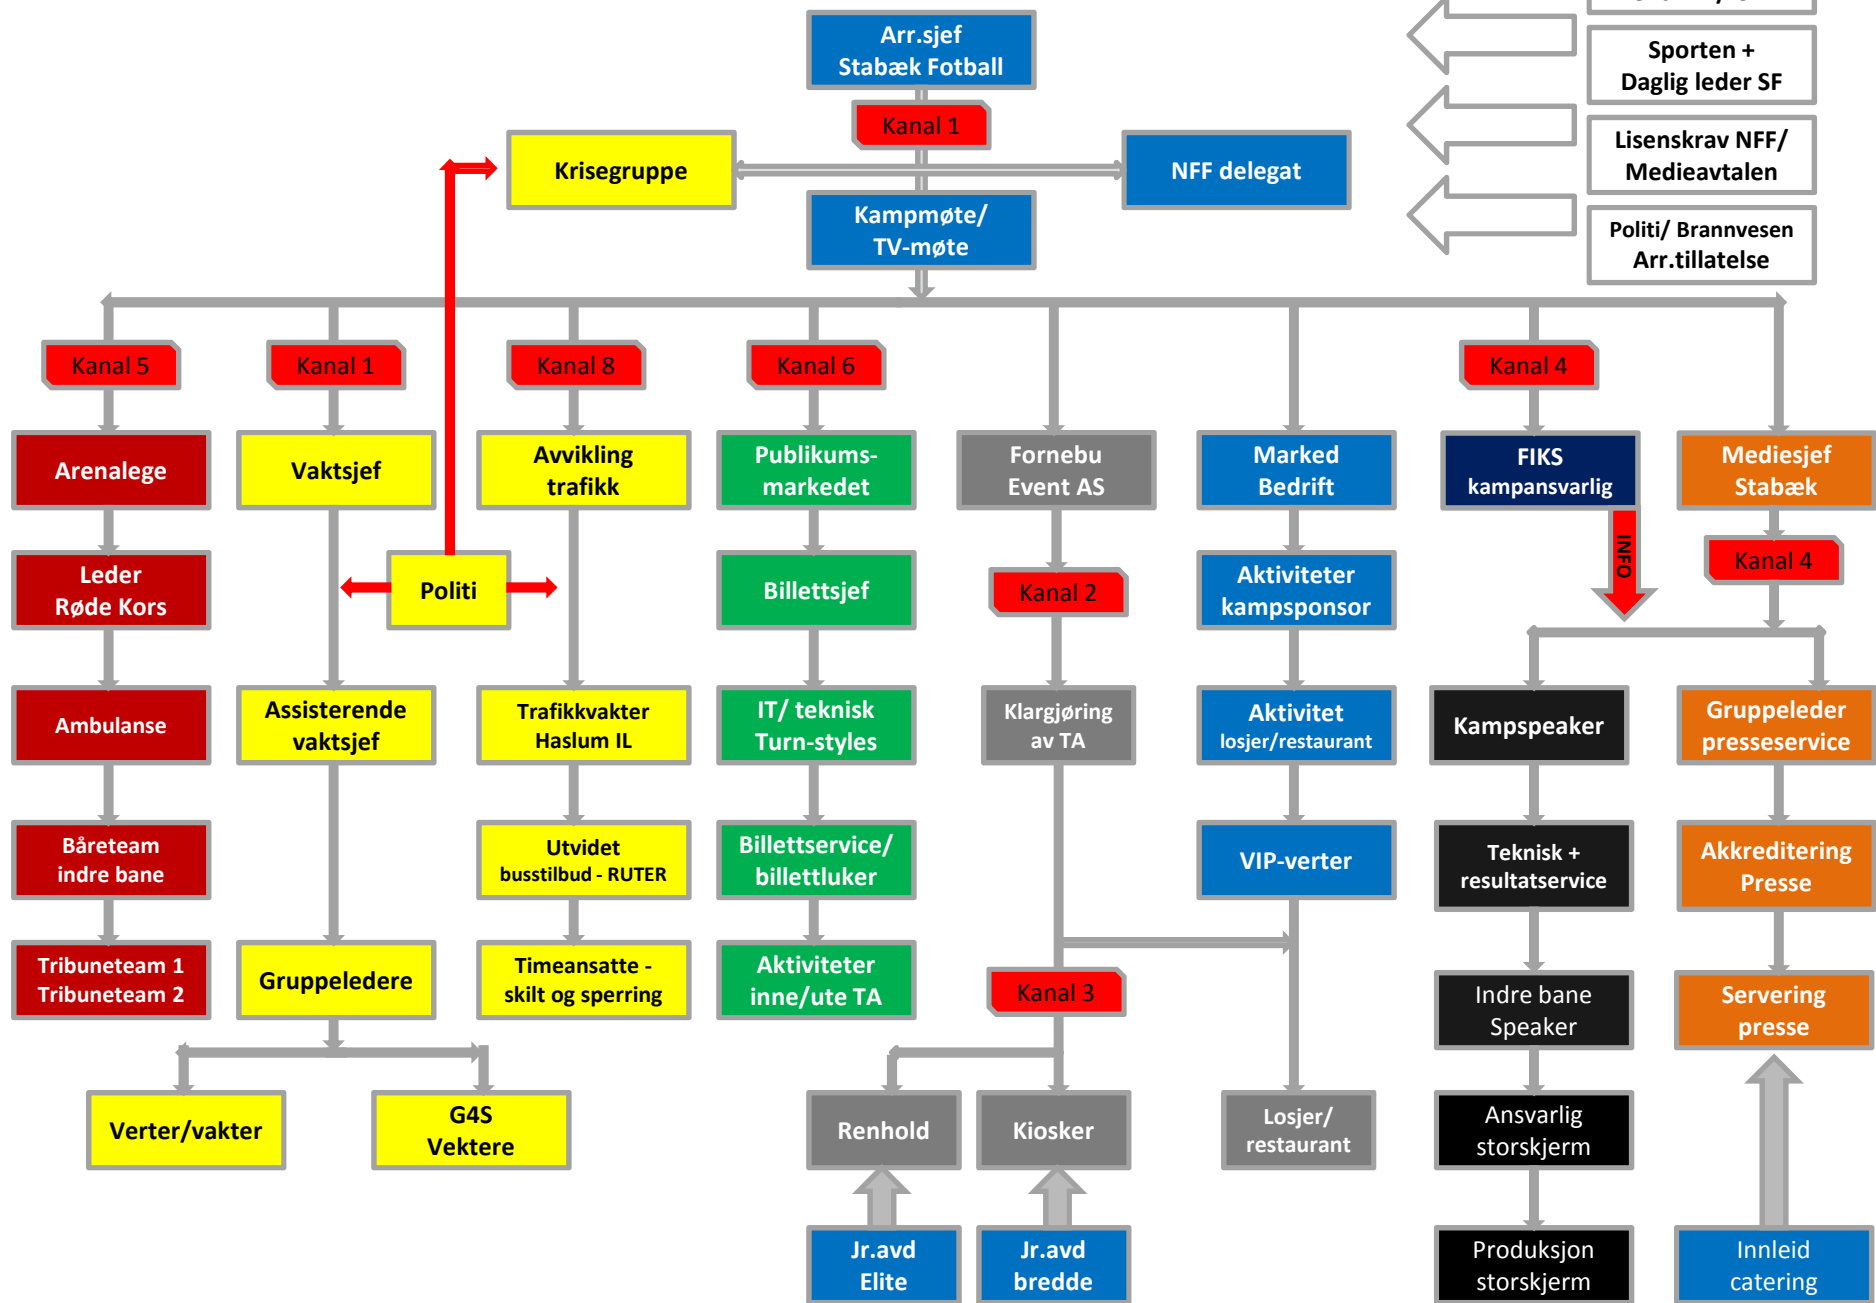 Arr.sjef
Stabæk Fotball
Sporten +
Daglig leder SF
Kanal 1
Lisenskrav NFF/
Medieavtalen
Krisegruppe
NFF delegat
Kampmøte/
TV-møte
Politi/ Brannvesen
Arr.tillatelse
Kanal 5
Kanal 1
Kanal 8
Kanal 6
Kanal 4
Arenalege
Vaktsjef
Avvikling
trafikk
Publikums-
markedet
Fornebu
Event AS
Marked
Bedrift
FIKS
kampansvarlig
Mediesjef
Stabæk
INFO
Kanal 4
Leder
Røde Kors
Politi
Billettsjef
Kanal 2
Aktiviteter
kampsponsor
Ambulanse
Assisterende
vaktsjef
Trafikkvakter
Haslum IL
IT/ teknisk
Turn-styles
Klargjøring
av TA
Aktivitet
losjer/restaurant
Kampspeaker
Gruppeleder
presseservice
Båreteam
indre bane
Utvidet
busstilbud - RUTER
Billettservice/
billettluker
VIP-verter
Teknisk +
resultatservice
Akkreditering
Presse
Tribuneteam 1
Tribuneteam 2
Gruppeledere
Timeansatte -
skilt og sperring
Aktiviteter
inne/ute TA
Kanal 3
Indre bane
Speaker
Servering
presse
Verter/vakter
G4S
Vektere
Renhold
Kiosker
Losjer/
restaurant
Ansvarlig
storskjerm
Jr.avd
Elite
Jr.avd
bredde
Produksjon
storskjerm
Innleid
catering